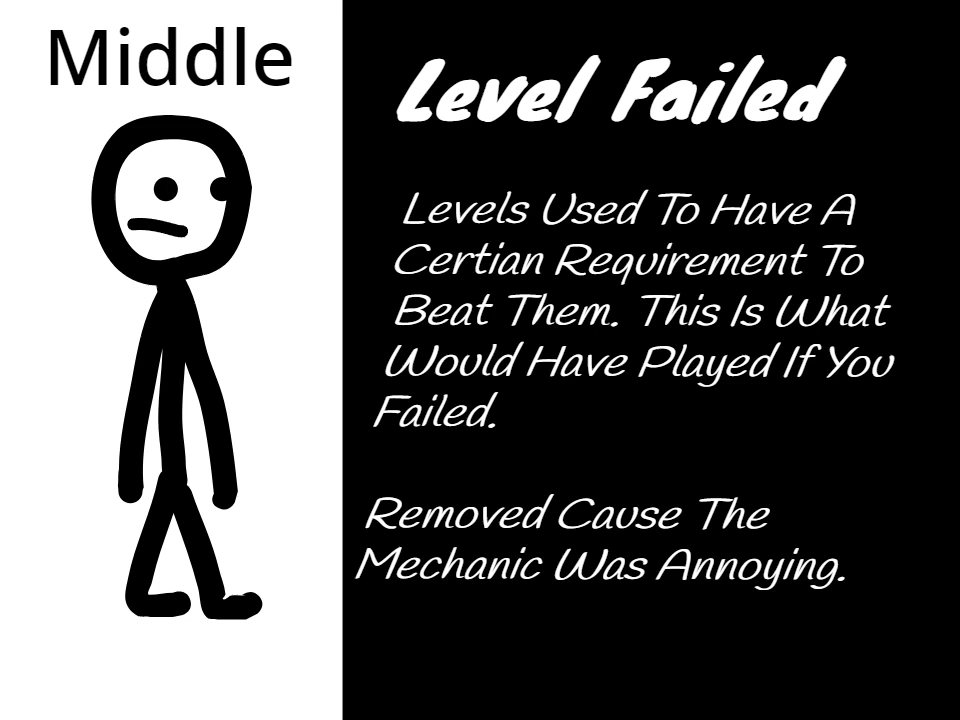 Middle
Level Failed
Levels Used To Have A
Certian Requirement To
Beat Them. This Is What
Would Have Played If You
Failed.
Removed Cause The
Mechanic Was Annoying.